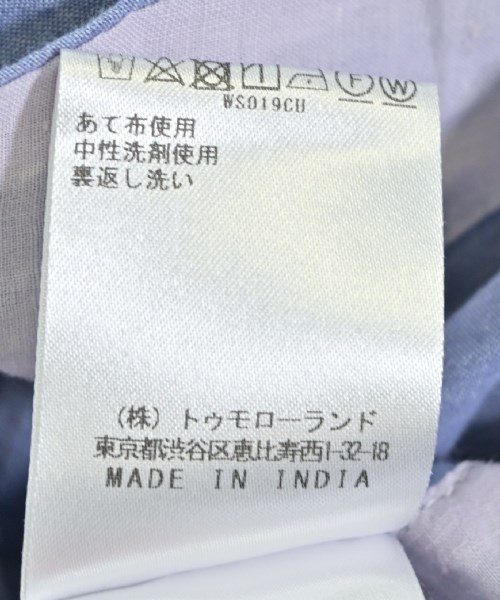 WS019CU
あて布使用
中性洗剤使用
裏返し洗い
(株)トゥモローランド
東京都渋谷区恵比寿西1-32-18
MADE IN INDIA